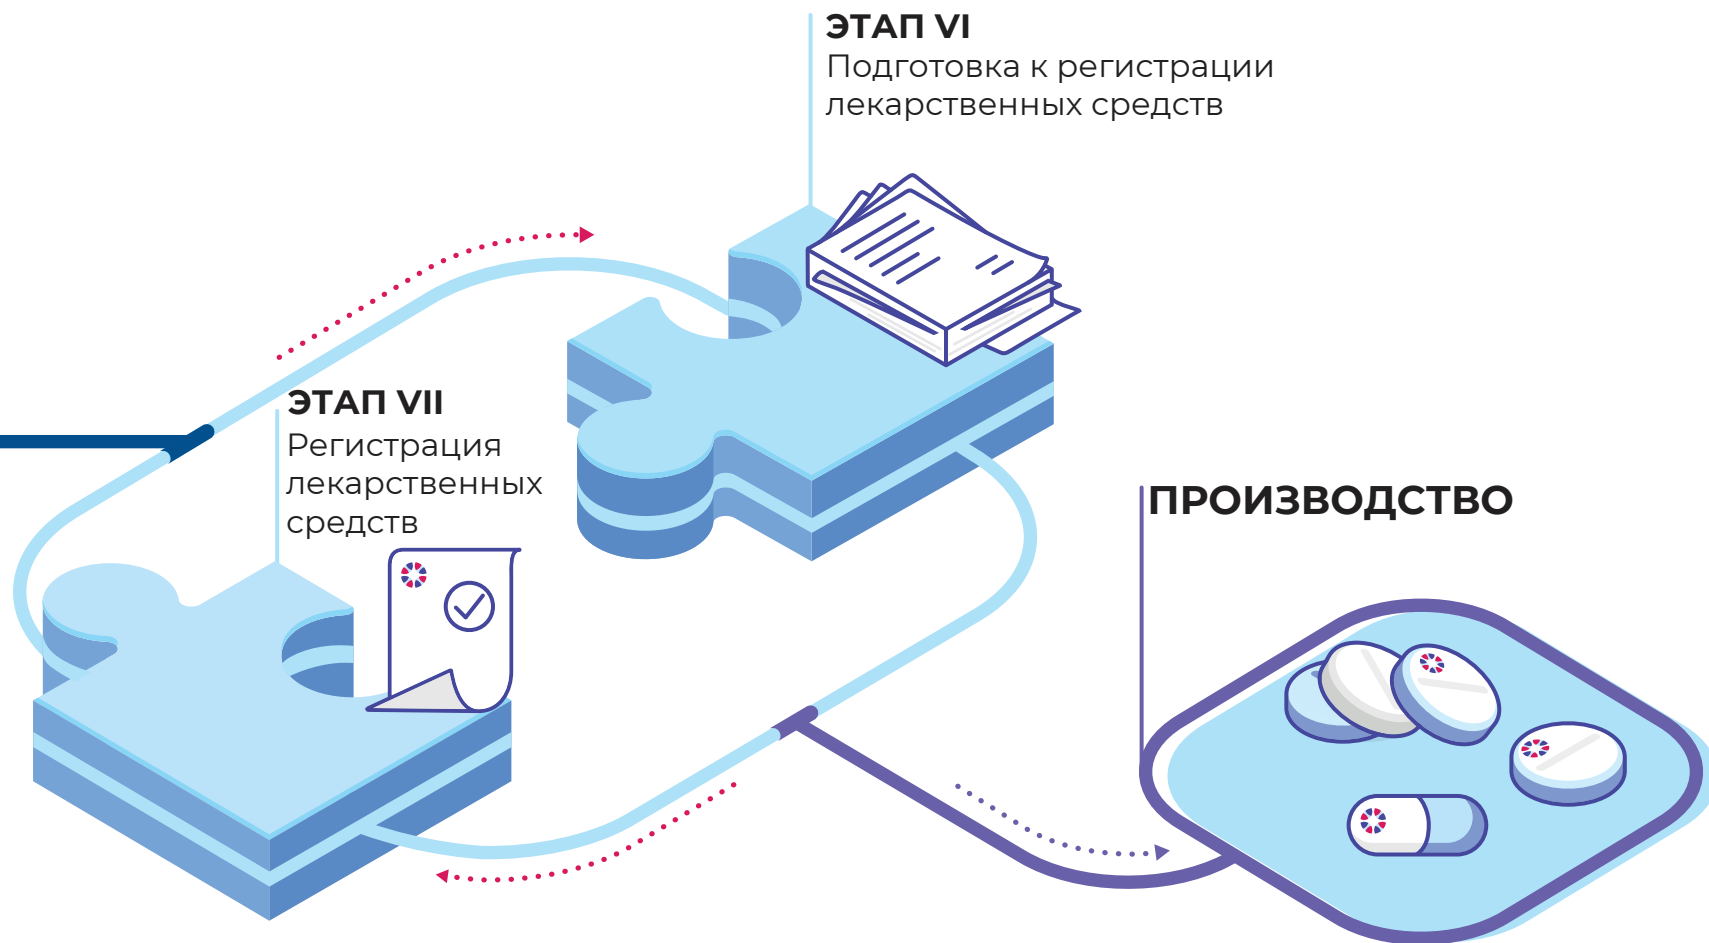 ЭТАП VI
Подготовка к регистрации
лекарственных средств
ЭТАП VII
Регистрация
лекарственных
средств
ПРОИЗВОДСТВО